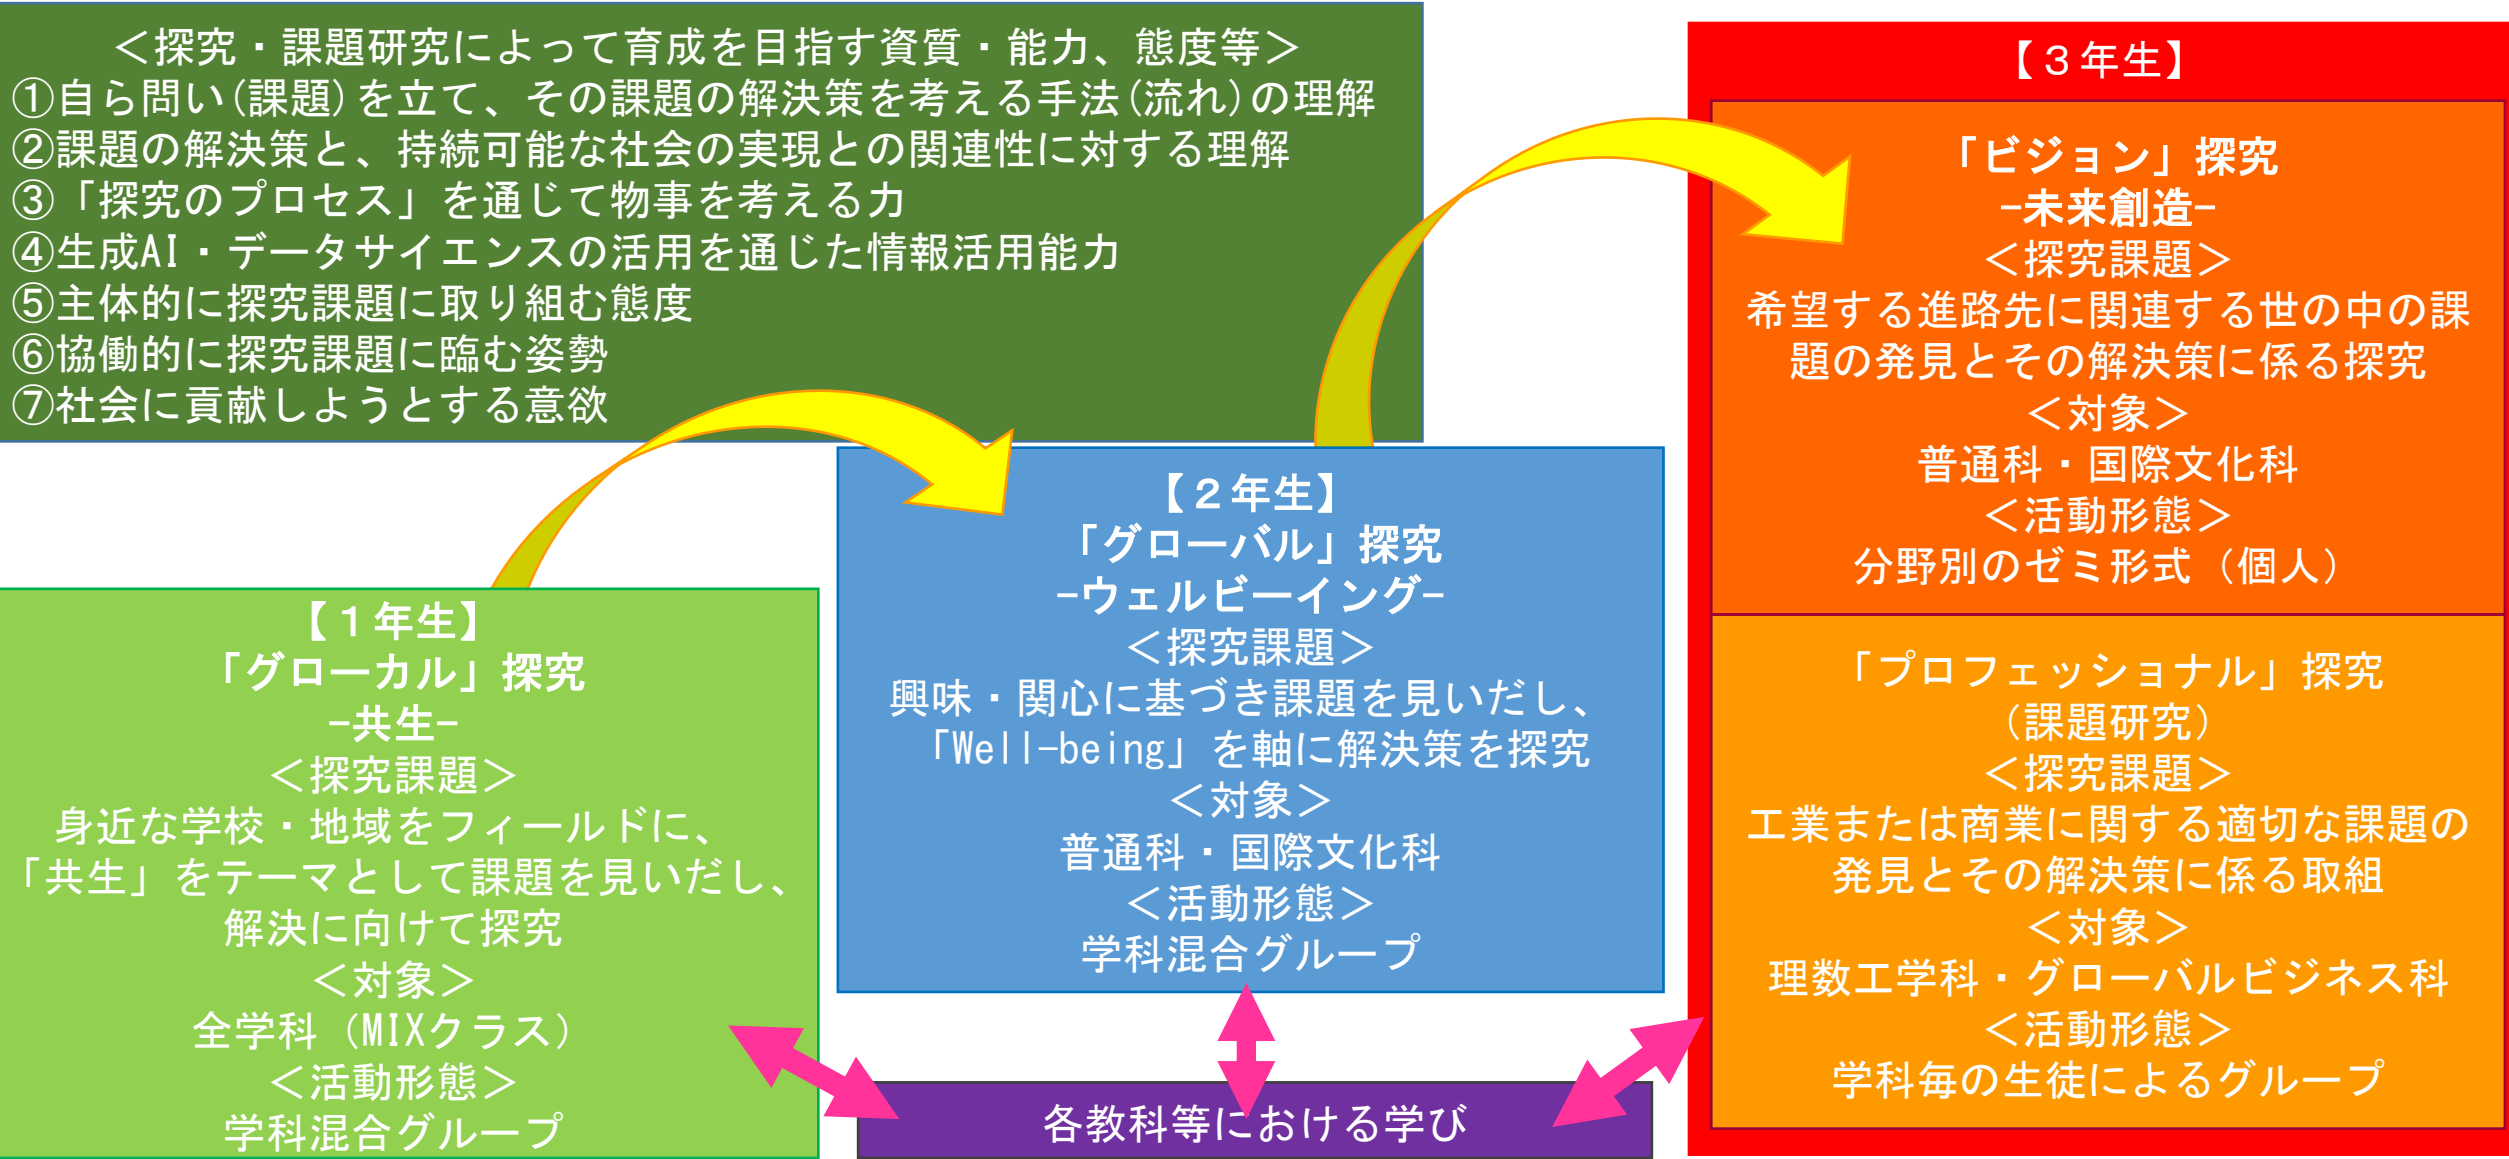 ＜探究・課題研究によって育成を目指す資質・能力、態度等＞
①自ら問い(課題)を立て、その課題の解決策を考える手法(流れ)の理解
②課題の解決策と、持続可能な社会の実現との関連性に対する理解
③「探究のプロセス」を通じて物事を考える力
④生成AI・データサイエンスの活用を通じた情報活用能力
⑤主体的に探究課題に取り組む態度
⑥協働的に探究課題に臨む姿勢
⑦社会に貢献しようとする意欲
【１年生】
「グローカル」探究
-共生-
＜探究課題＞
身近な学校・地域をフィールドに、
「共生」をテーマとして課題を見いだし、
解決に向けて探究
＜対象＞
全学科（MIXクラス）
＜活動形態＞
学科混合グループ
【２年生】
「グローバル」探究
-ウェルビーイング-
＜探究課題＞
興味・関心に基づき課題を見いだし、
「Well-being」を軸に解決策を探究
＜対象＞
普通科・国際文化科
＜活動形態＞
学科混合グループ
【３年生】
「ビジョン」探究
-未来創造-
＜探究課題＞
希望する進路先に関連する世の中の課
題の発見とその解決策に係る探究
＜対象＞
普通科・国際文化科
＜活動形態＞
分野別のゼミ形式（個人）
「プロフェッショナル」探究
（課題研究）
＜探究課題＞
工業または商業に関する適切な課題の
発見とその解決策に係る取組
＜対象＞
理数工学科・グローバルビジネス科
＜活動形態＞
学科毎の生徒によるグループ
各教科等における学び